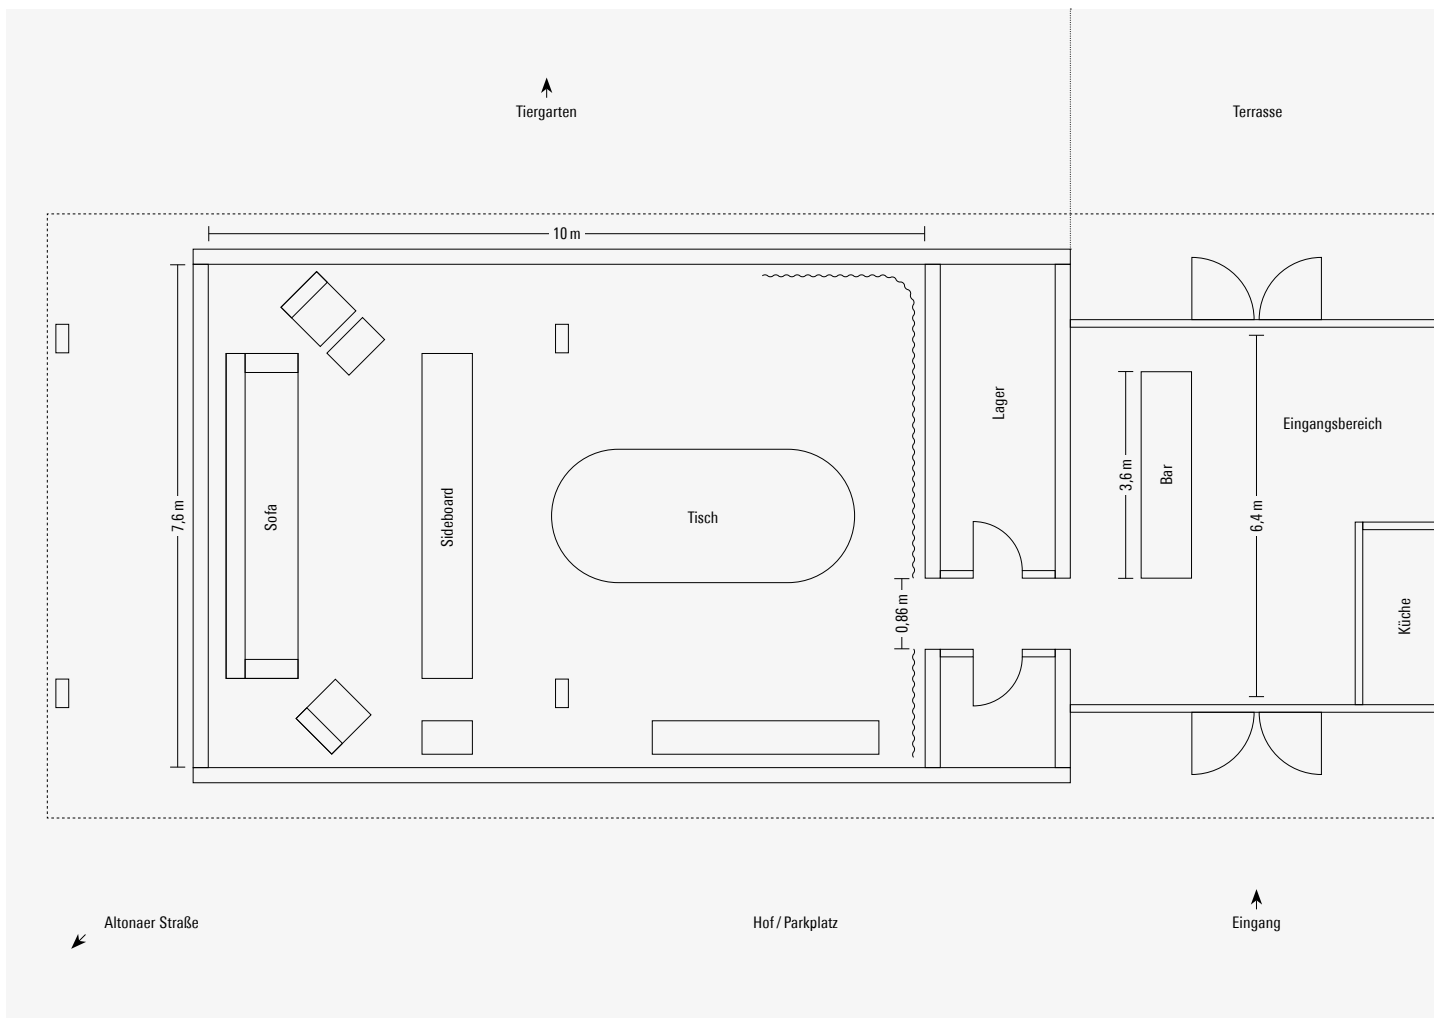 Tiergarten
Terrasse
10 m
7,6 m
Sofa
Sideboard
Tisch
0,86 m
Lager
3,6 m
Bar
6,4 m
Eingangsbereich
Küche
Altonaer Straße
Hof / Parkplatz
Eingang